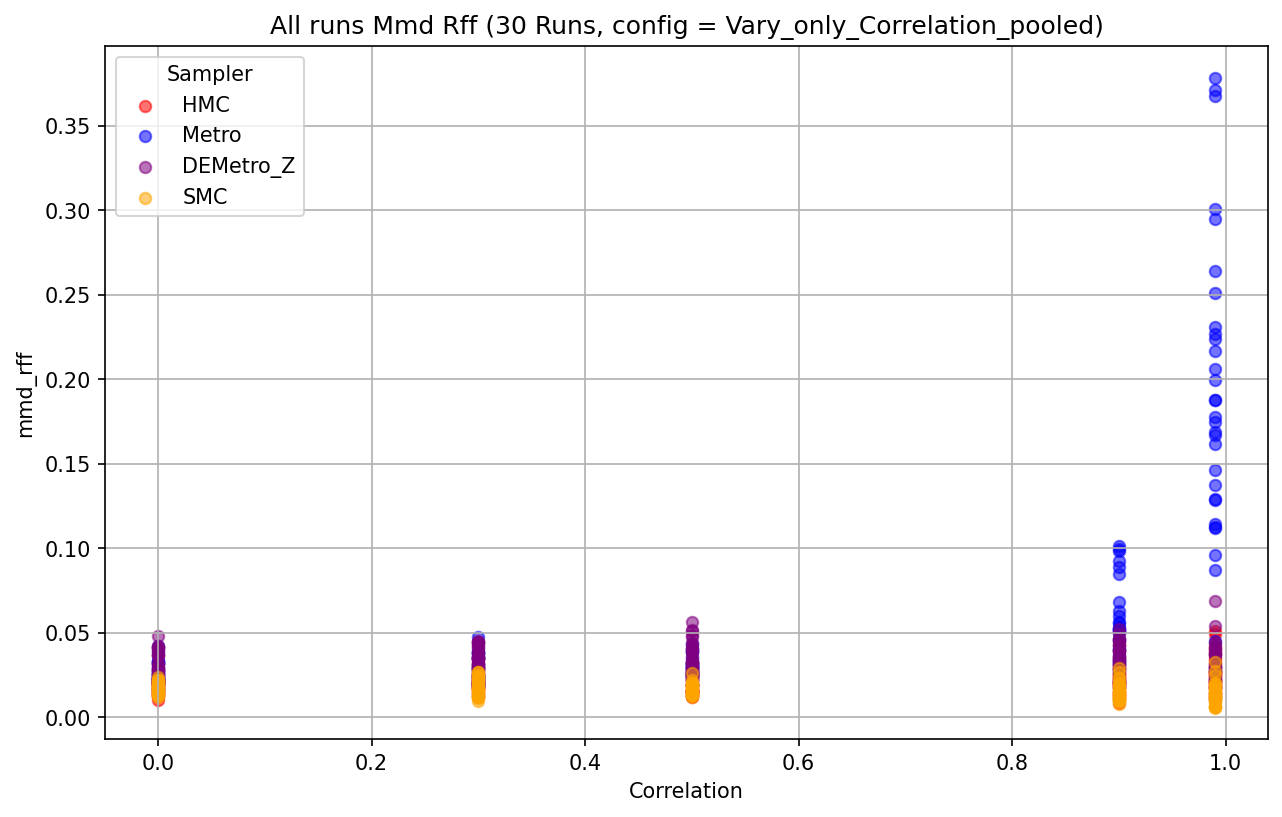 All runs Mmd Rff (30 Runs, config = Vary_only_Correlation_pooled)
Sampler
HMC
Metro
DEMetro_Z
SMC
mmd_rff
0.35
0.30
0.25
0.20
0.15
0.10
0.05
0.00
0.0 0.2 0.4 0.6 0.8 1.0
Correlation